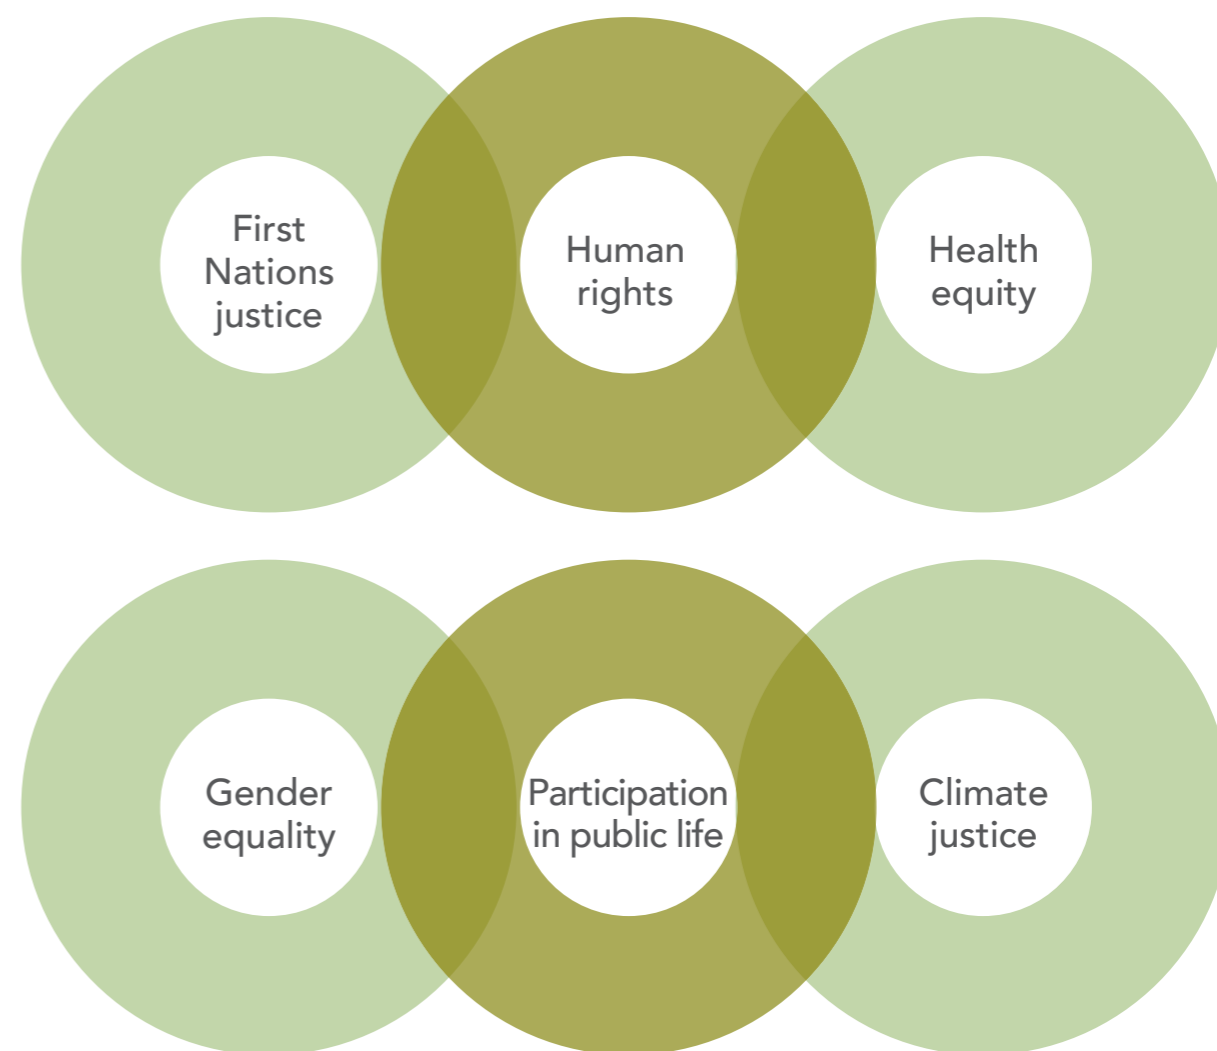 First
Nations
justice
Human
rights
Health
equity
Gender
equality
Participation
in public life
Climate
justice